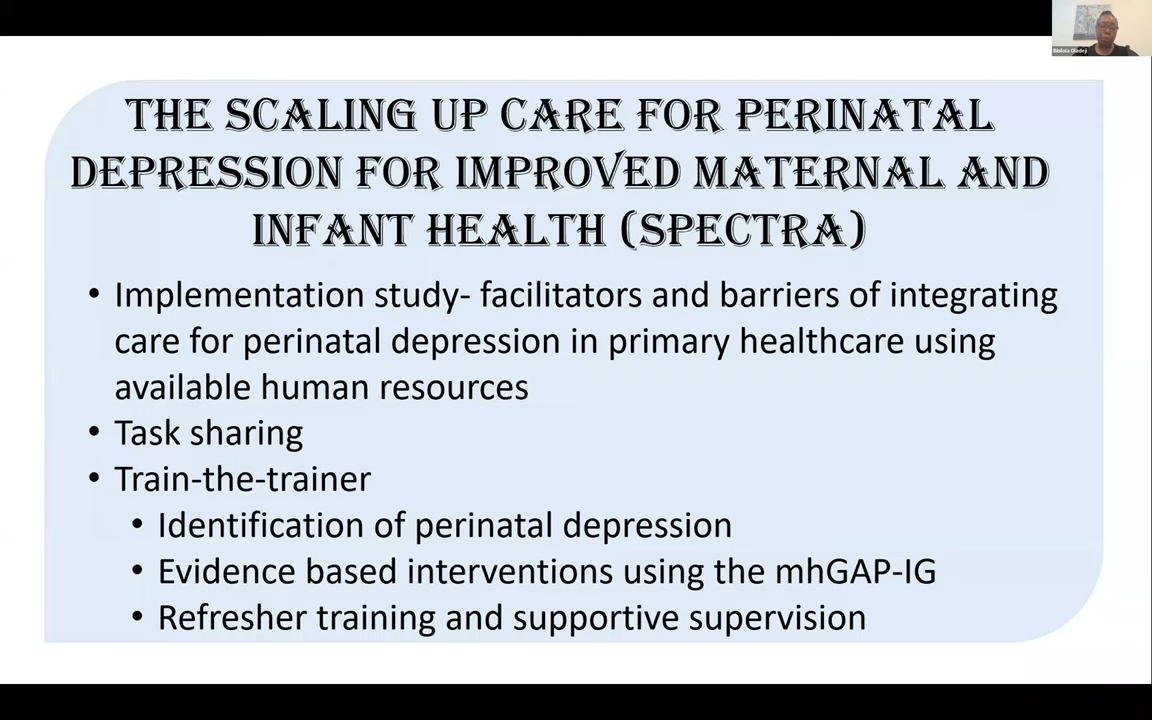 Bibilola Oladeji
THE SCALING UP CARE FOR PERINATAL
DEPRESSION FOR IMPROVED MATERNAL AND
INFANT HEALTH (SPECTRA)
• Implementation study- facilitators and barriers of integrating
care for perinatal depression in primary healthcare using
available human resources
• Task sharing
• Train-the-trainer
• Identification of perinatal depression
• Evidence based interventions using the mhGAP-IG
• Refresher training and supportive supervision